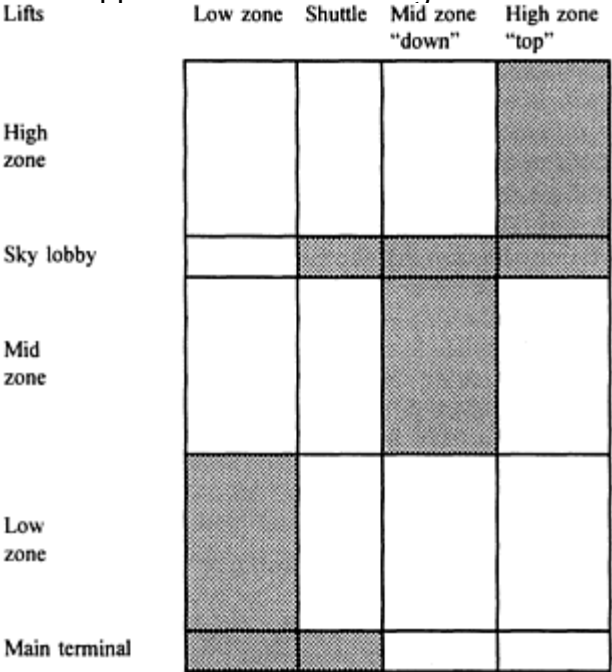 Lifts Low zone Shuttle Mid zone High zone
“down” “top”
High
zone
Sky lobby
Mid
zone
Low
zone
Main terminal